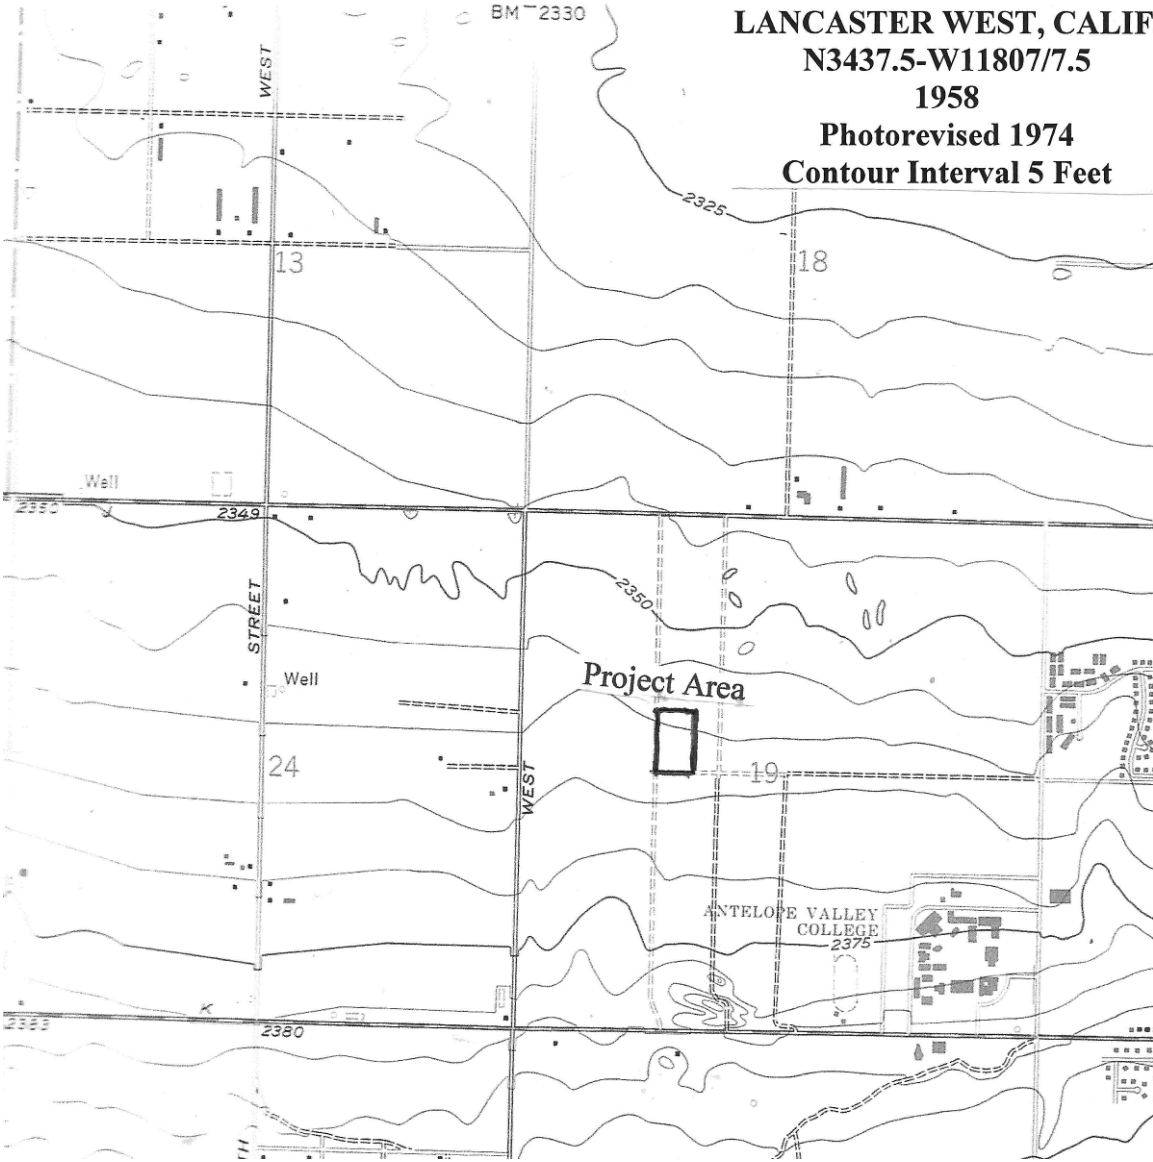 BM 2330
LANCASTER WEST, CALIF
N3437.5-W11807/7.5
1958
Photorevised 1974
Contour Interval 5 Feet
WEST
2325
13
18
Well
2350
2349
2350
STREET
Well
Project Area
24
19
WEST
ANTELOPE VALLEY
COLLEGE
2375
K
2383
2380
TH